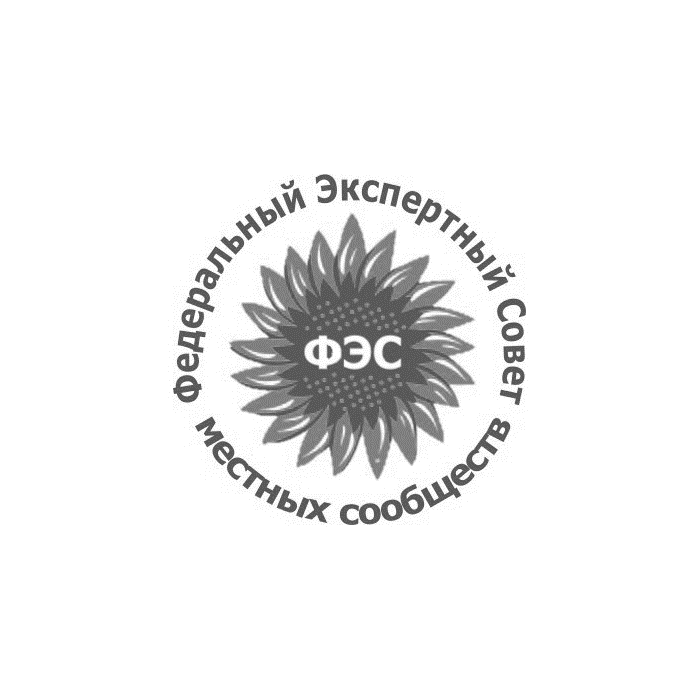 Федеральный Экспертный Совет
местных сообществ
ФЭС